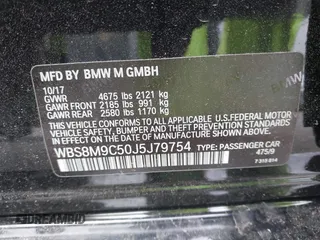 MFD BY BMW M GMBH
10/17
GVWR 4675 lbs 2121 kg
GAWR FRONT 2185 lbs 991 kg
GAWR REAR 2580 lbs 1170 kg
THIS VEHICLE CONFORMS TO ALL APPLICABLE
U.S.FEDERAL MOTOR
VEHICLE SAFETY, BUMPER, AND
THEFT PREVENTION STANDARDS
IN EFFECT ON THE DATE OF
MANUFACTURE SHOWN ABOVE.
WBS8M9C50J5J79754 TYPE: PASSENGER CAR
475/9
7 318 614
DREAMBID